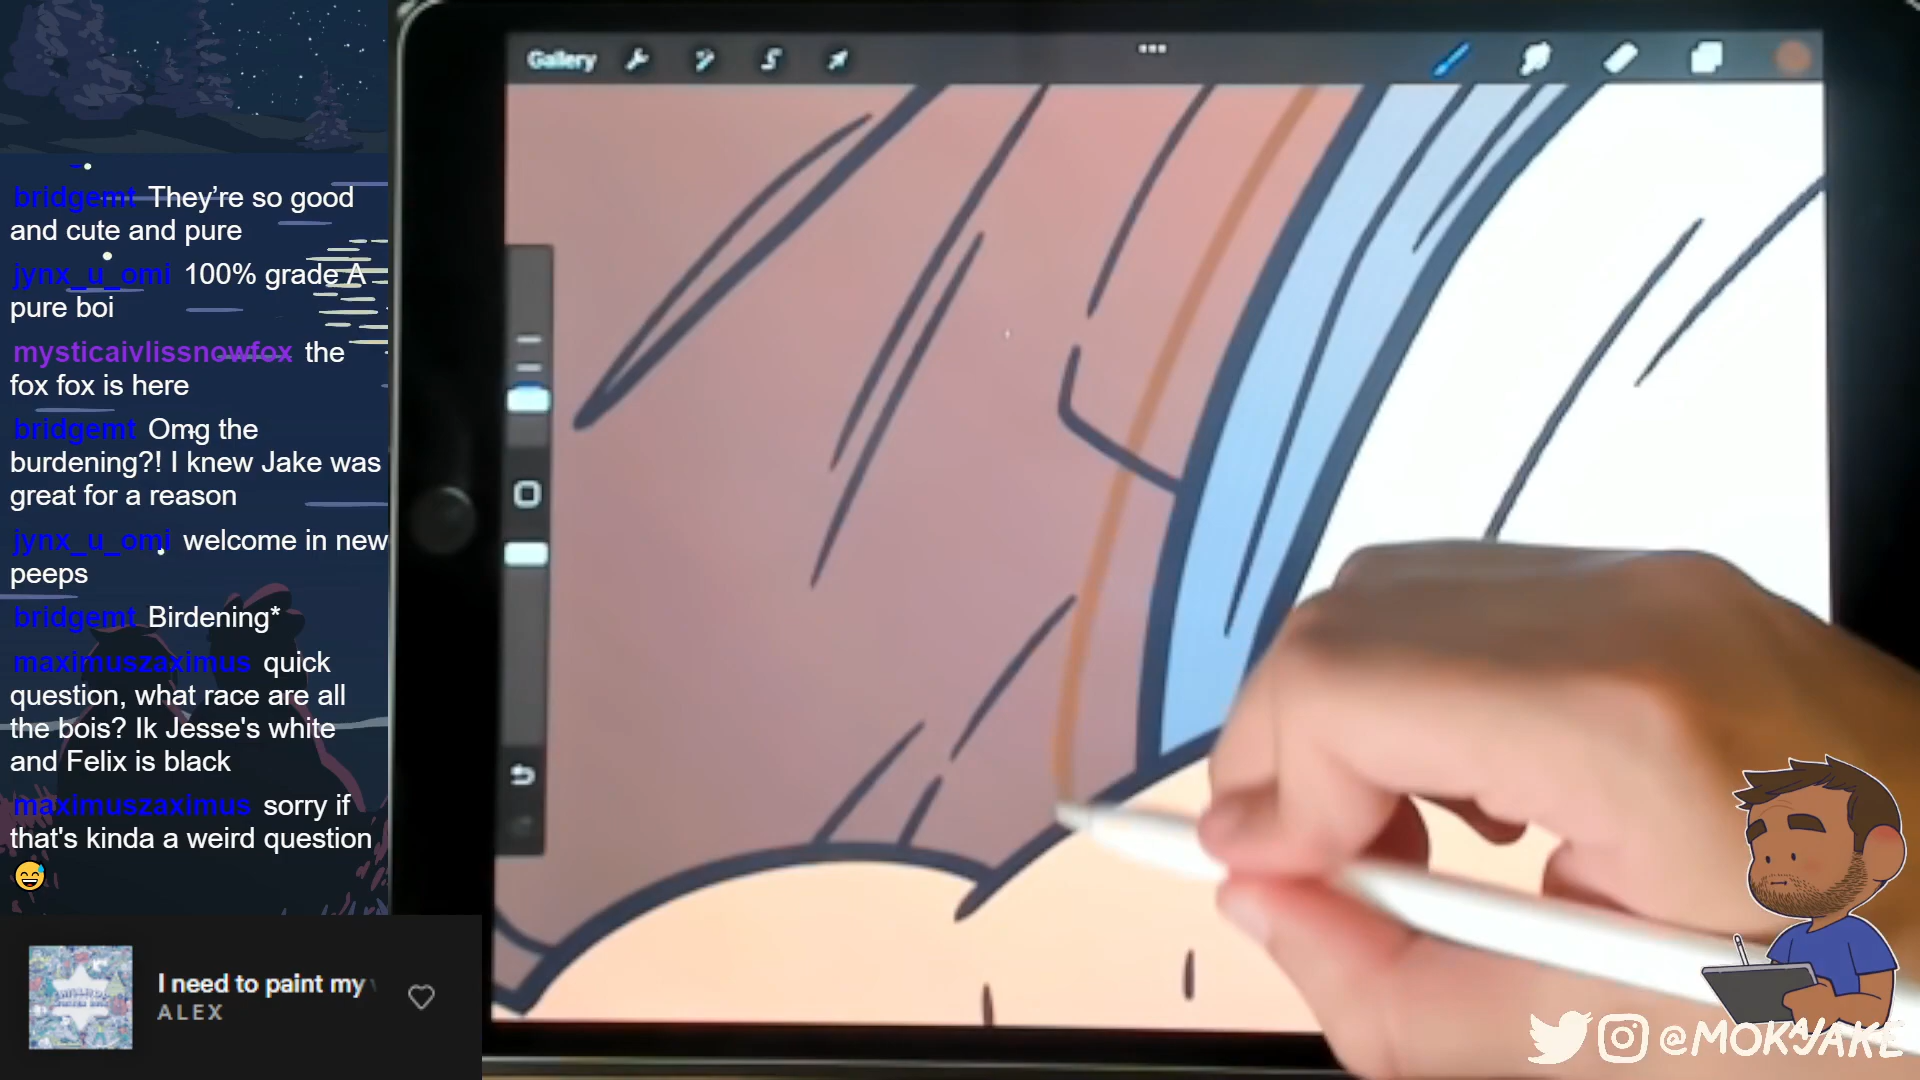 Gallery
bridgemt They’re so good
and cute and pure
jynx_u_omi 100% grade A
pure boi
mysticaivlissnowfox the
fox fox is here
bridgemt Omg the
burdening?! I knew Jake was
great for a reason
jynx_u_omi welcome in new
peeps
bridgemt Birdening*
maximuszaximus quick
question, what race are all
the bois? Ik Jesse's white
and Felix is black
maximuszaximus sorry if
that's kinda a weird question
😅
I need to paint my
ALEX
@MOKAJAKE